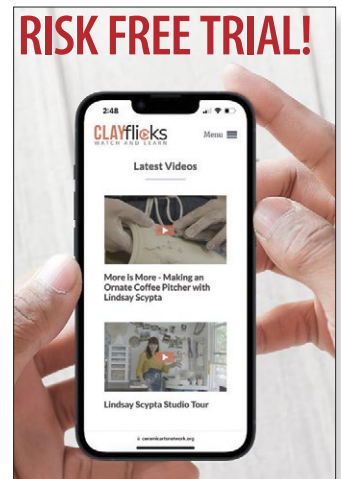 RISK FREE TRIAL!
2:48
CLAYflicks
Menu
WATCH AND LEARN
Latest Videos
More is More - Making an
Ornate Coffee Pitcher with
Lindsay Scypta
Lindsay Scypta Studio Tour
ceramicartsnetwork.org